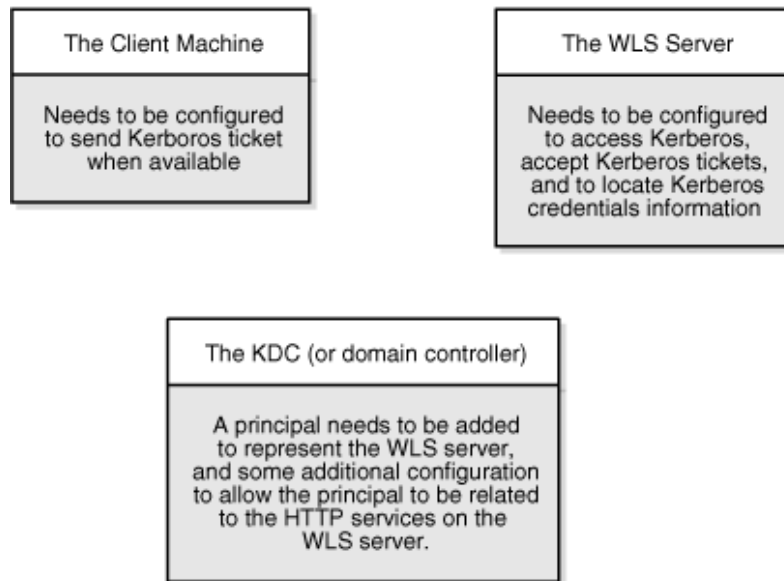 The Client Machine
Needs to be configured
to send Kerboros ticket
when available
The WLS Server
Needs to be configured
to access Kerberos,
accept Kerberos tickets,
and to locate Kerberos
credentials information
The KDC (or domain controller)
A principal needs to be added
to represent the WLS server,
and some additional configuration
to allow the principal to be related
to the HTTP services on the
WLS server.